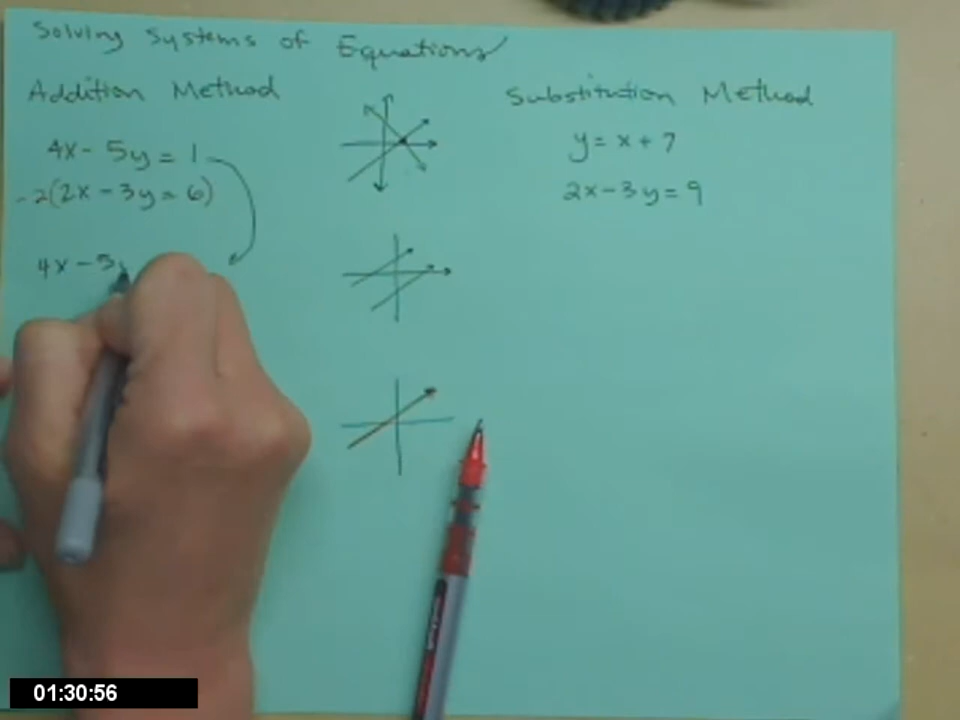 Solving Systems of Equations
Addition Method
4x - 5y = 1
-2(2x - 3y = 6)
4x - 5y
Substitution Method
y = x + 7
2x - 3y = 9
01:30:56